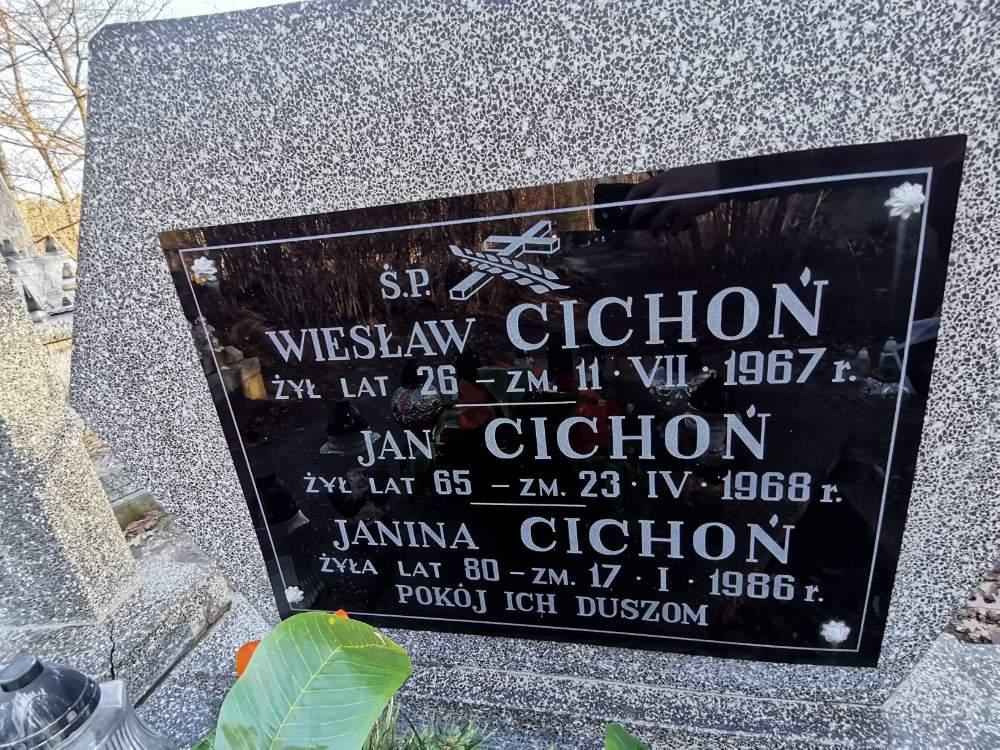 Ś.P.
WIESŁAW CICHOŃ
ŻYŁ LAT 26 – ZM. 11 · VII · 1967 r.
JAN CICHOŃ
ŻYŁ LAT 65 – ZM. 23 · IV · 1968 r.
JANINA CICHOŃ
ŻYŁA LAT 80 – ZM. 17 · I · 1986 r.
POKÓJ ICH DUSZOM